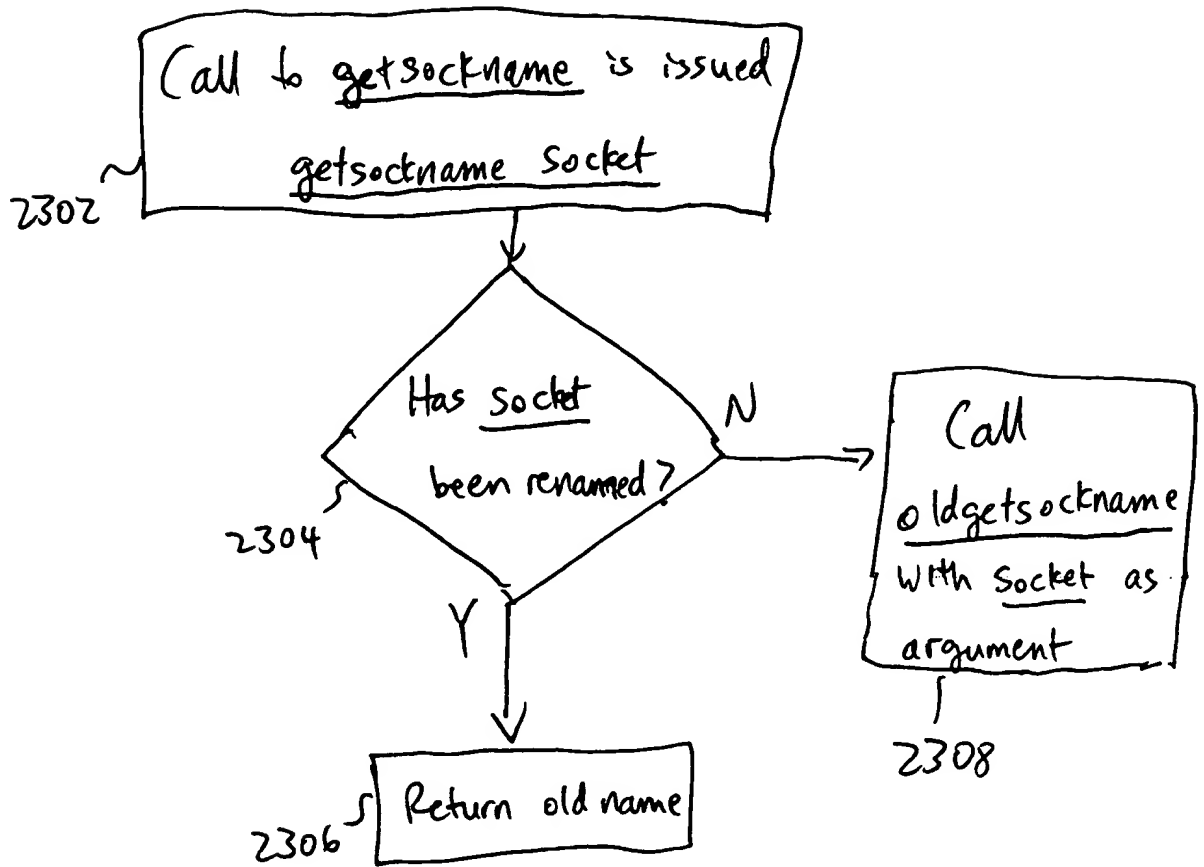 Call to getsockname is issued
getsockname socket
2302
Has socket
been renamed?
N
2304
Y
Call
oldgetsockname
with socket as
argument
2308
Return old name
2306